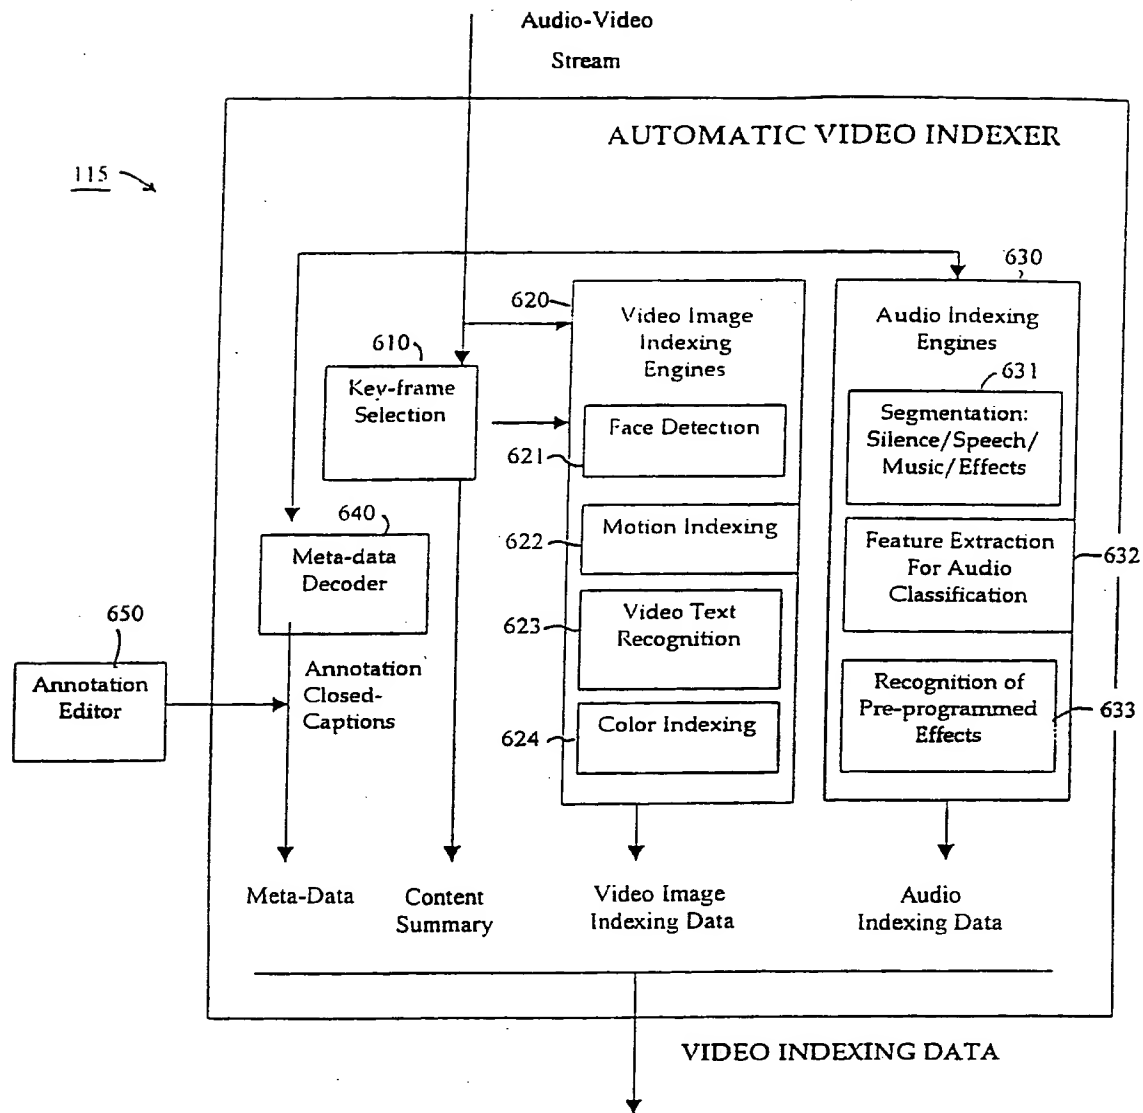 Audio-Video
Stream
AUTOMATIC VIDEO INDEXER
115
630
620
Video Image
Indexing
Engines
Audio Indexing
Engines
610
Key-frame
Selection
631
Segmentation:
Silence/Speech/
Music/Effects
Face Detection
621
640
Meta-data
Decoder
Motion Indexing
622
Feature Extraction
For Audio
Classification
632
650
Annotation
Editor
Annotation
Closed-
Captions
623
Video Text
Recognition
Recognition of
Pre-programmed
Effects
633
624
Color Indexing
Meta-Data
Content
Summary
Video Image
Indexing Data
Audio
Indexing Data
VIDEO INDEXING DATA